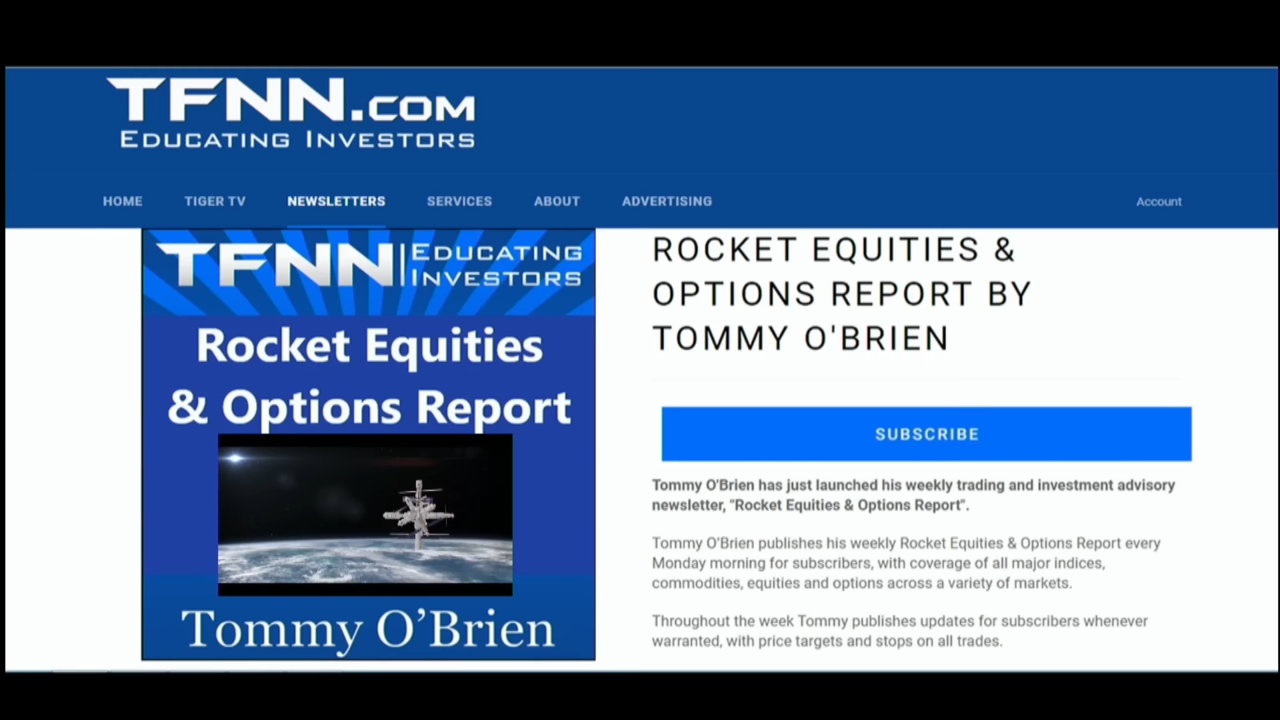 TFNN.COM
EDUCATING INVESTORS
HOME TIGER TV NEWSLETTERS SERVICES ABOUT ADVERTISING Account
TFNN EDUCATING
INVESTORS
Rocket Equities
& Options Report
Tommy O’Brien
ROCKET EQUITIES &
OPTIONS REPORT BY
TOMMY O'BRIEN
SUBSCRIBE
Tommy O'Brien has just launched his weekly trading and investment advisory
newsletter, "Rocket Equities & Options Report".
Tommy O'Brien publishes his weekly Rocket Equities & Options Report every
Monday morning for subscribers, with coverage of all major indices,
commodities, equities and options across a variety of markets.
Throughout the week Tommy publishes updates for subscribers whenever
warranted, with price targets and stops on all trades.